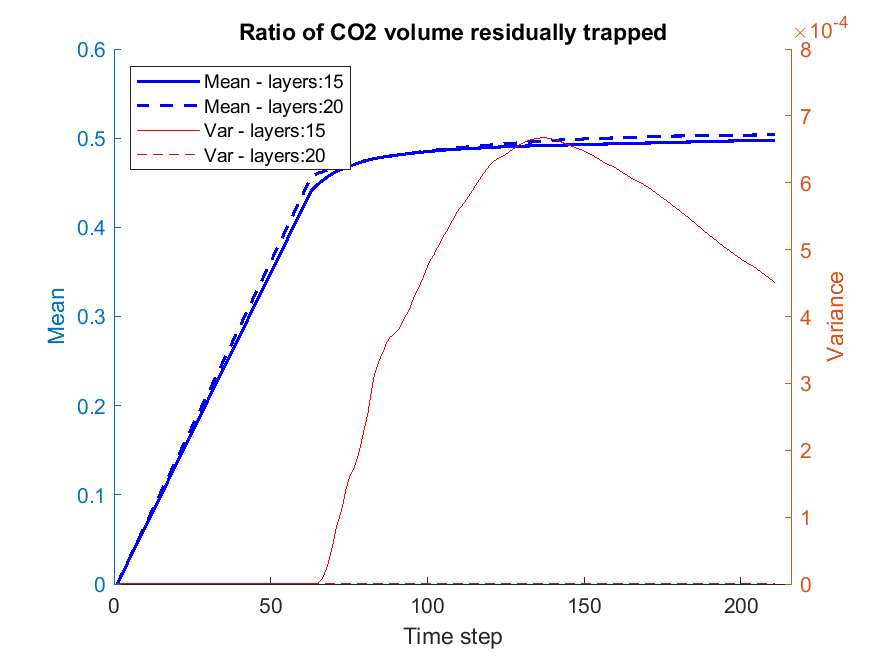 Ratio of CO2 volume residually trapped
×10-4
Mean - layers:15
Mean - layers:20
Var - layers:15
Var - layers:20
0.6
0.5
0.4
0.3
0.2
0.1
0
Mean
8
7
6
5
4
3
2
1
0
Variance
0
50
100
150
200
Time step